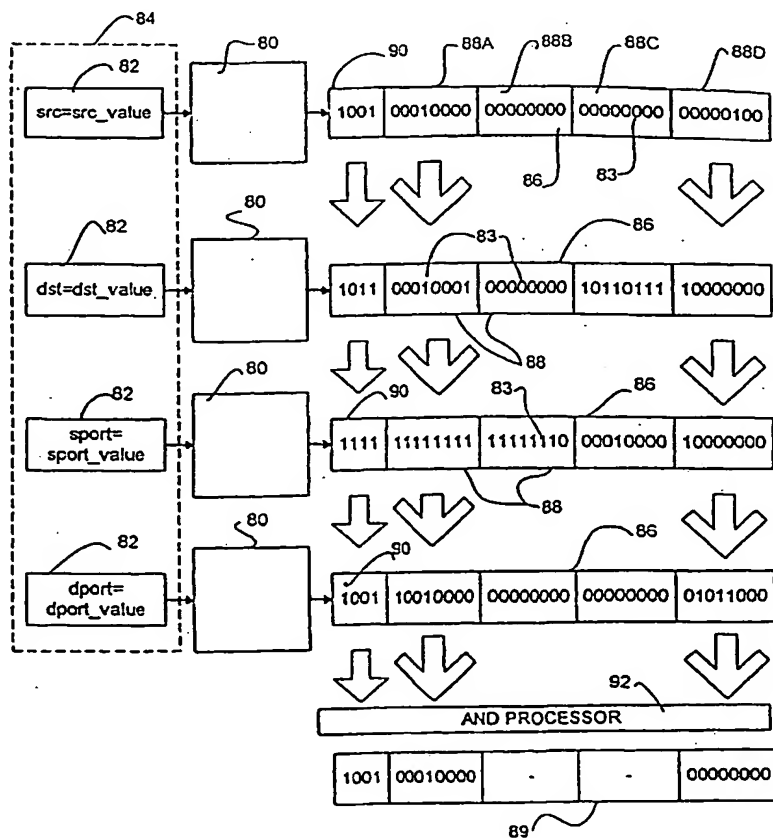 84
82
80
90
88A
88B
88C
88D
src=src_value
1001 00010000 00000000 00000000 00000100
86
83
82
80
83
86
dst=dst_value
1011 00010001 00000000 10110111 10000000
88
82
80
90
83
86
sport=
sport_value
1111 11111111 11111110 00010000 10000000
88
82
80
90
86
dport=
dport_value
1001 10010000 00000000 00000000 01011000
92
AND PROCESSOR
1001 00010000 - - 00000000
89